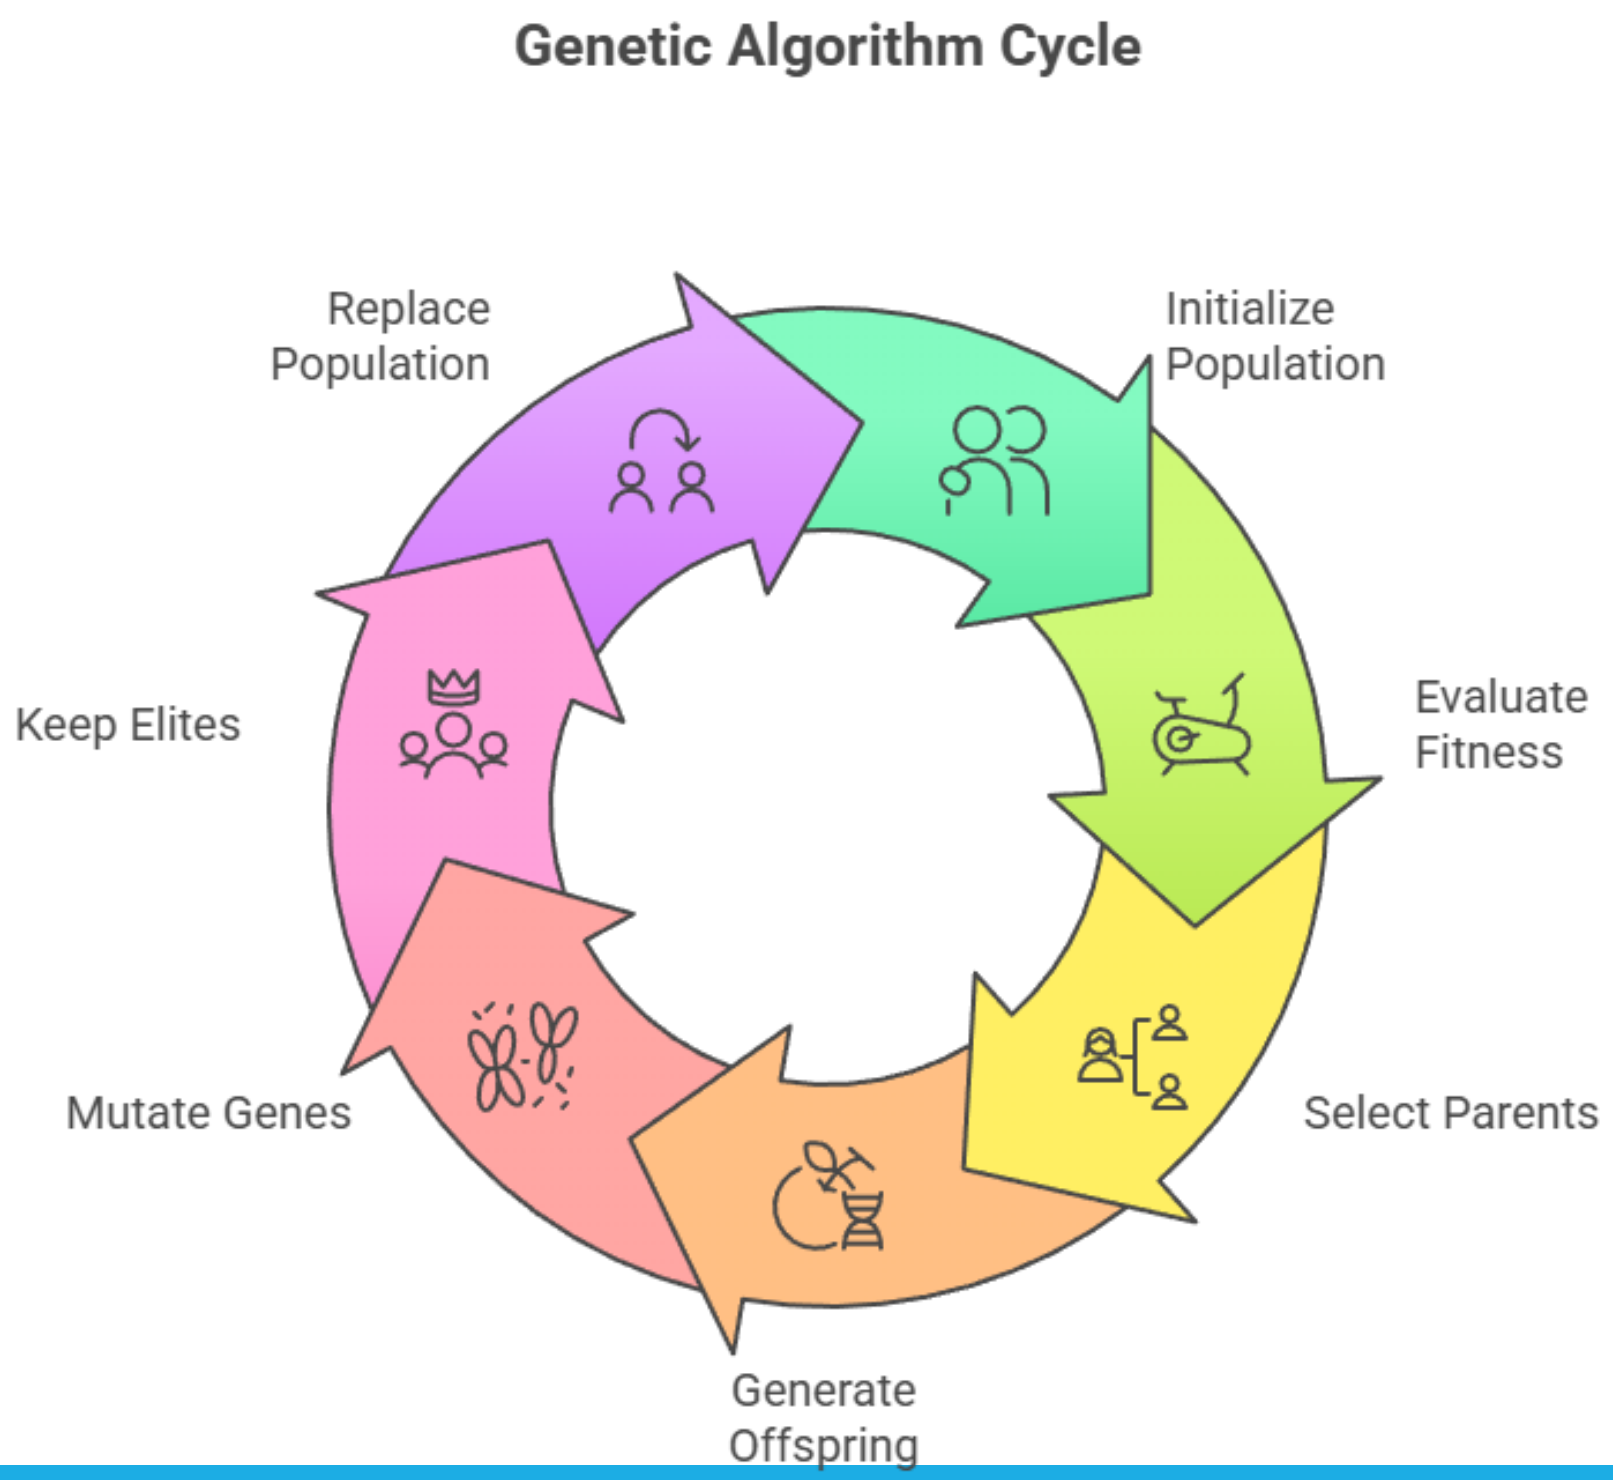 Genetic Algorithm Cycle
Initialize
Population
Evaluate
Fitness
Select Parents
Generate
Offspring
Mutate Genes
Keep Elites
Replace
Population